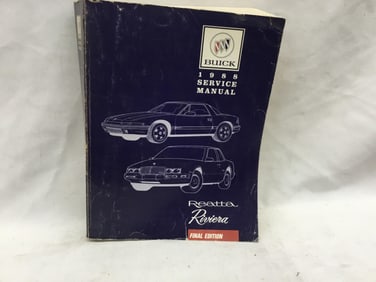 BUICK
1988
SERVICE
MANUAL
Reatta
Riviera
FINAL EDITION